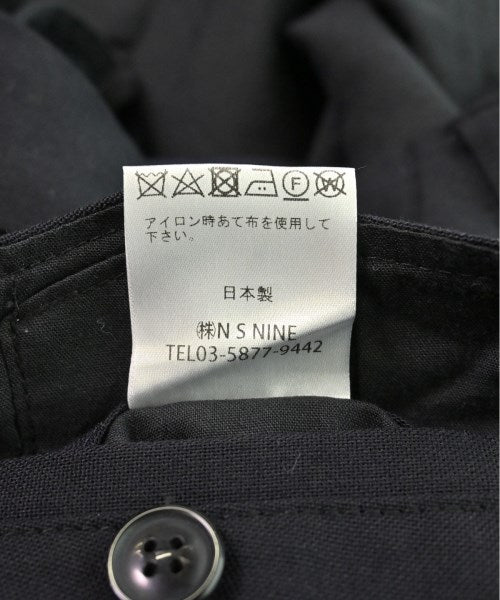 アイロン時あて布を使用して
下さい。
日本製
㈱N S NINE
TEL03-5877-9442